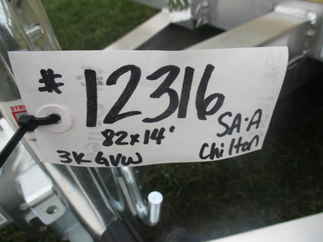 # 12316
82x14'
SA·A
3K GVW
Chilton